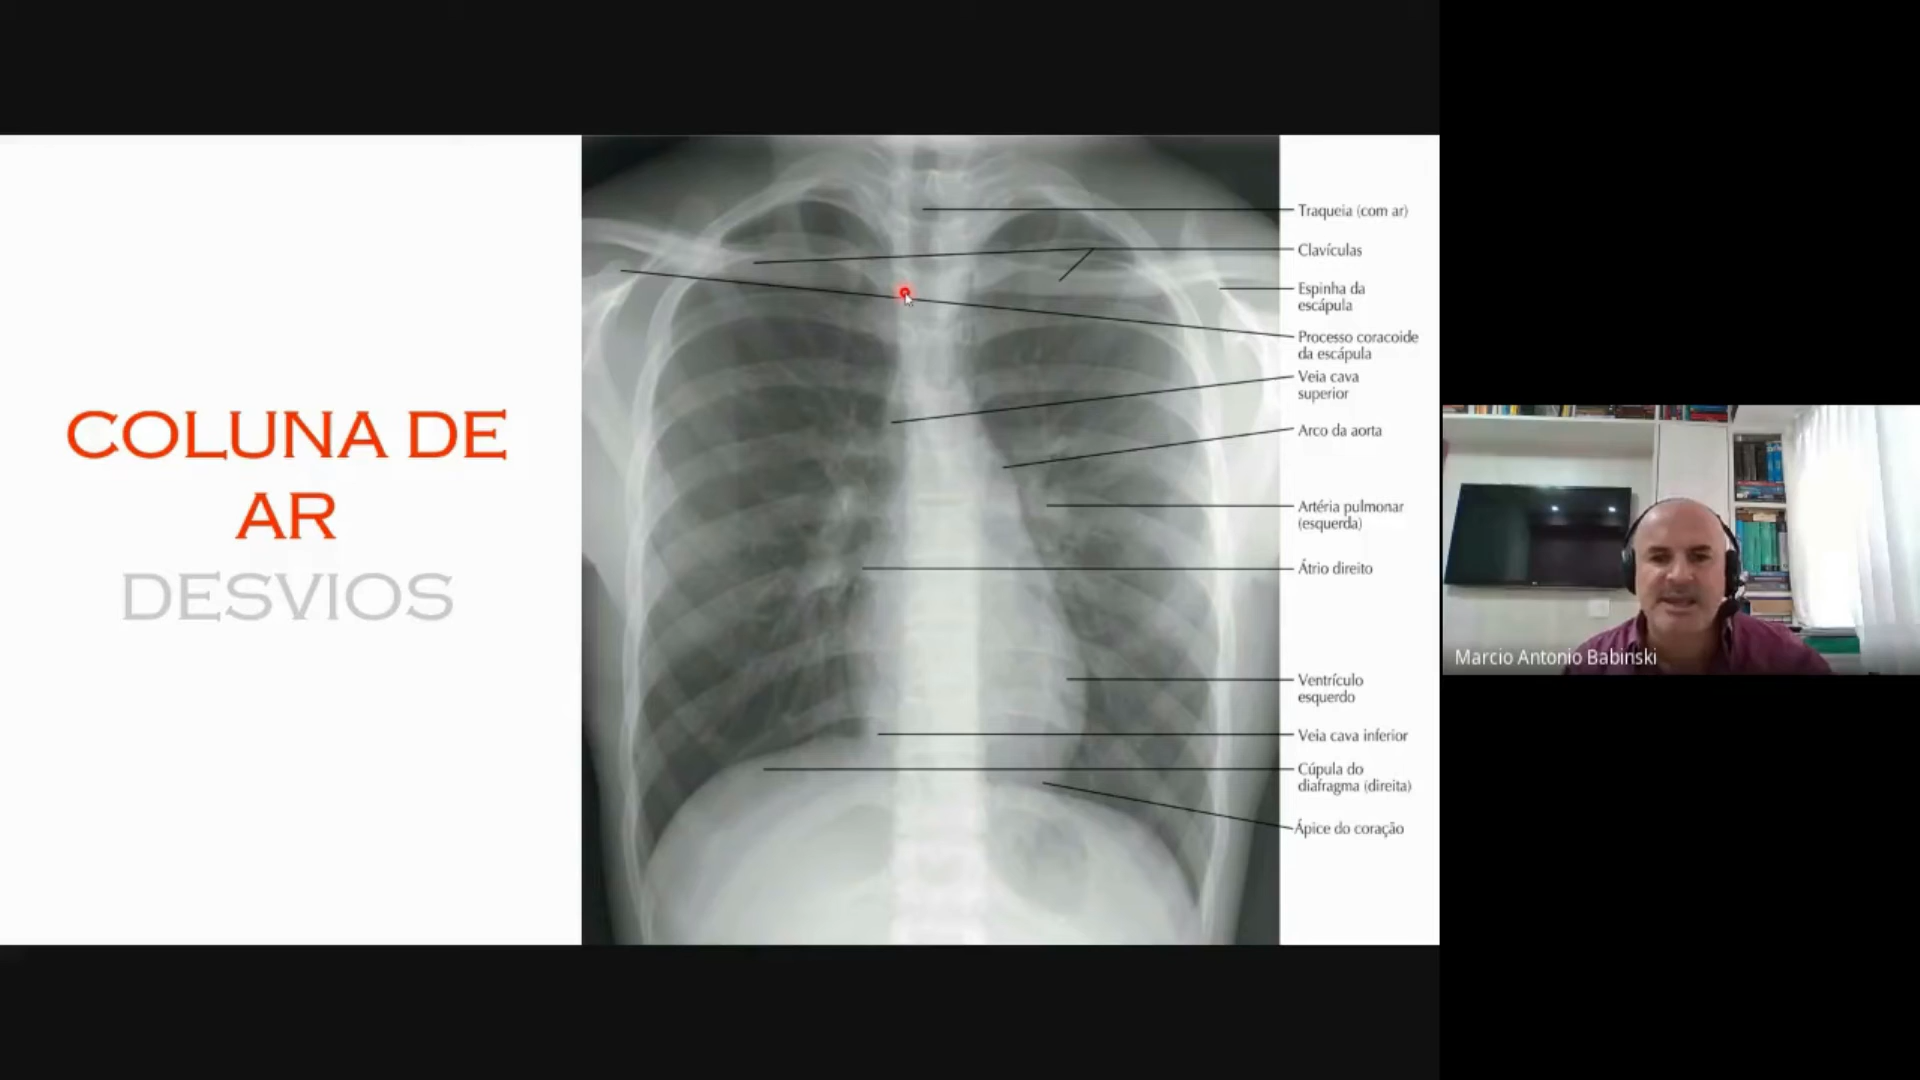 COLUNA DE
AR
DESVIOS
Traqueia (com ar)
Clavículas
Espinha da
escápula
Processo coracoide
da escápula
Veia cava
superior
Arco da aorta
Artéria pulmonar
(esquerda)
Átrio direito
Ventrículo
esquerdo
Veia cava inferior
Cúpula do
diafragma (direita)
Ápice do coração
Marcio Antonio Babinski